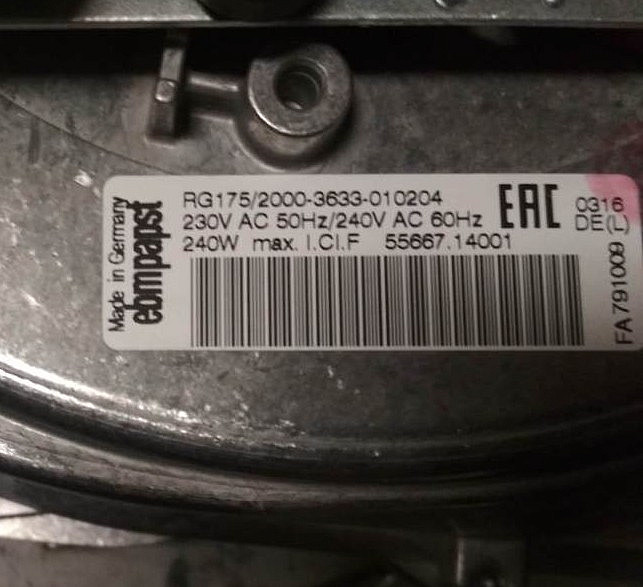 RG175/2000-3633-010204
230V AC 50Hz/240V AC 60Hz
240W max. I.Cl.F 55667.14001
EAC
0316
DE(L)
Made in Germany
ebmpapst
FA791009